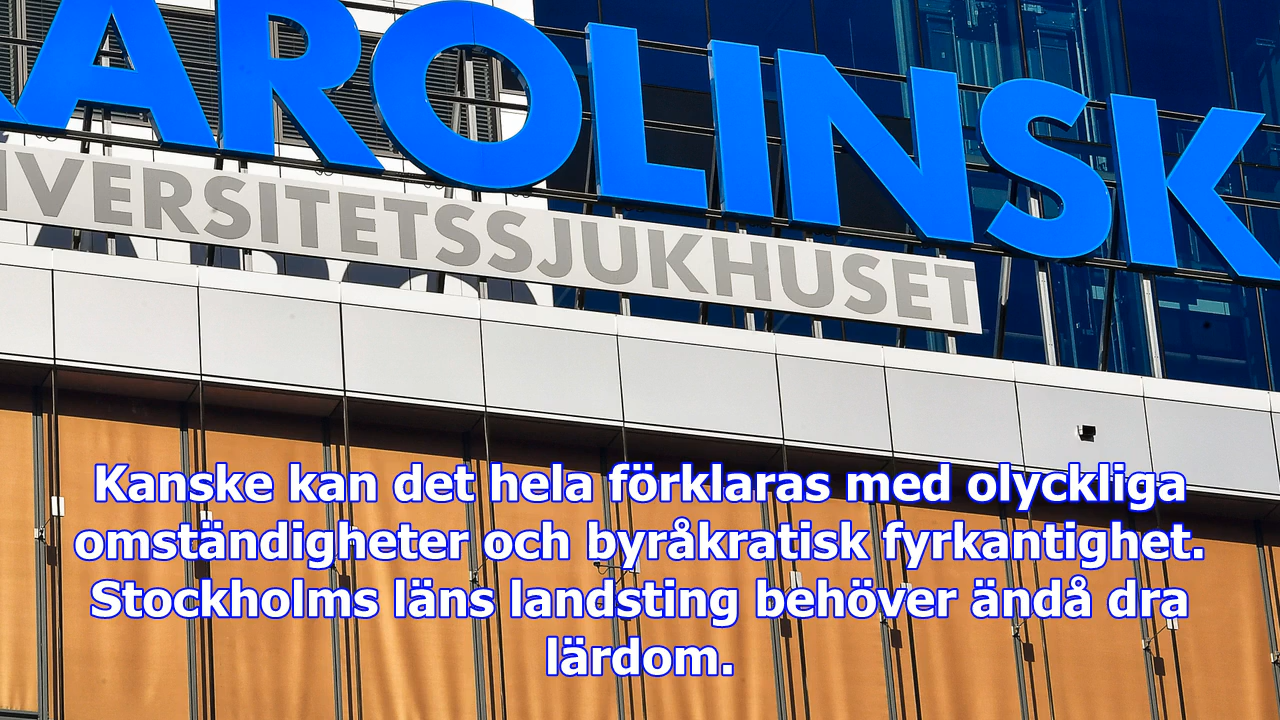 AROLINSK
IVERSITETSSJUKHUSET
Kanske kan det hela förklaras med olyckliga
omständigheter och byråkratisk fyrkantighet.
Stockholms läns landsting behöver ändå dra
lärdom.